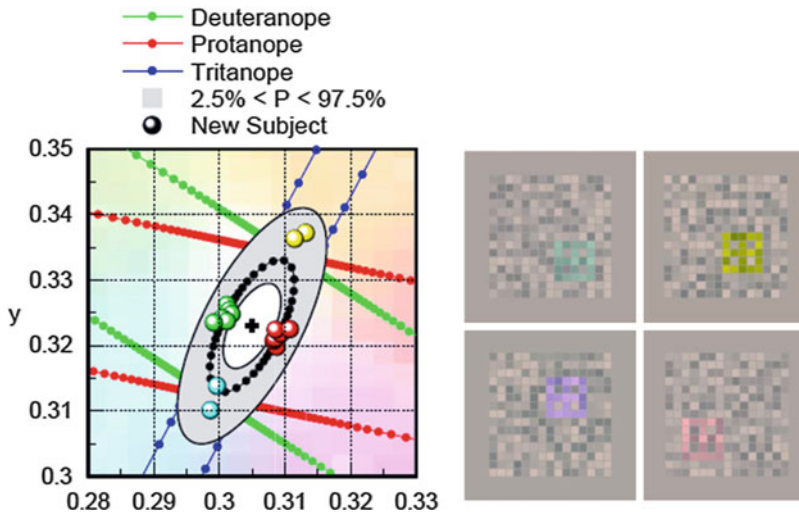 Deuteranope
Protanope
Tritanope
2.5% < P < 97.5%
New Subject
0.35
0.34
0.33
y
0.32
0.31
0.3
0.28 0.29 0.3 0.31 0.32 0.33